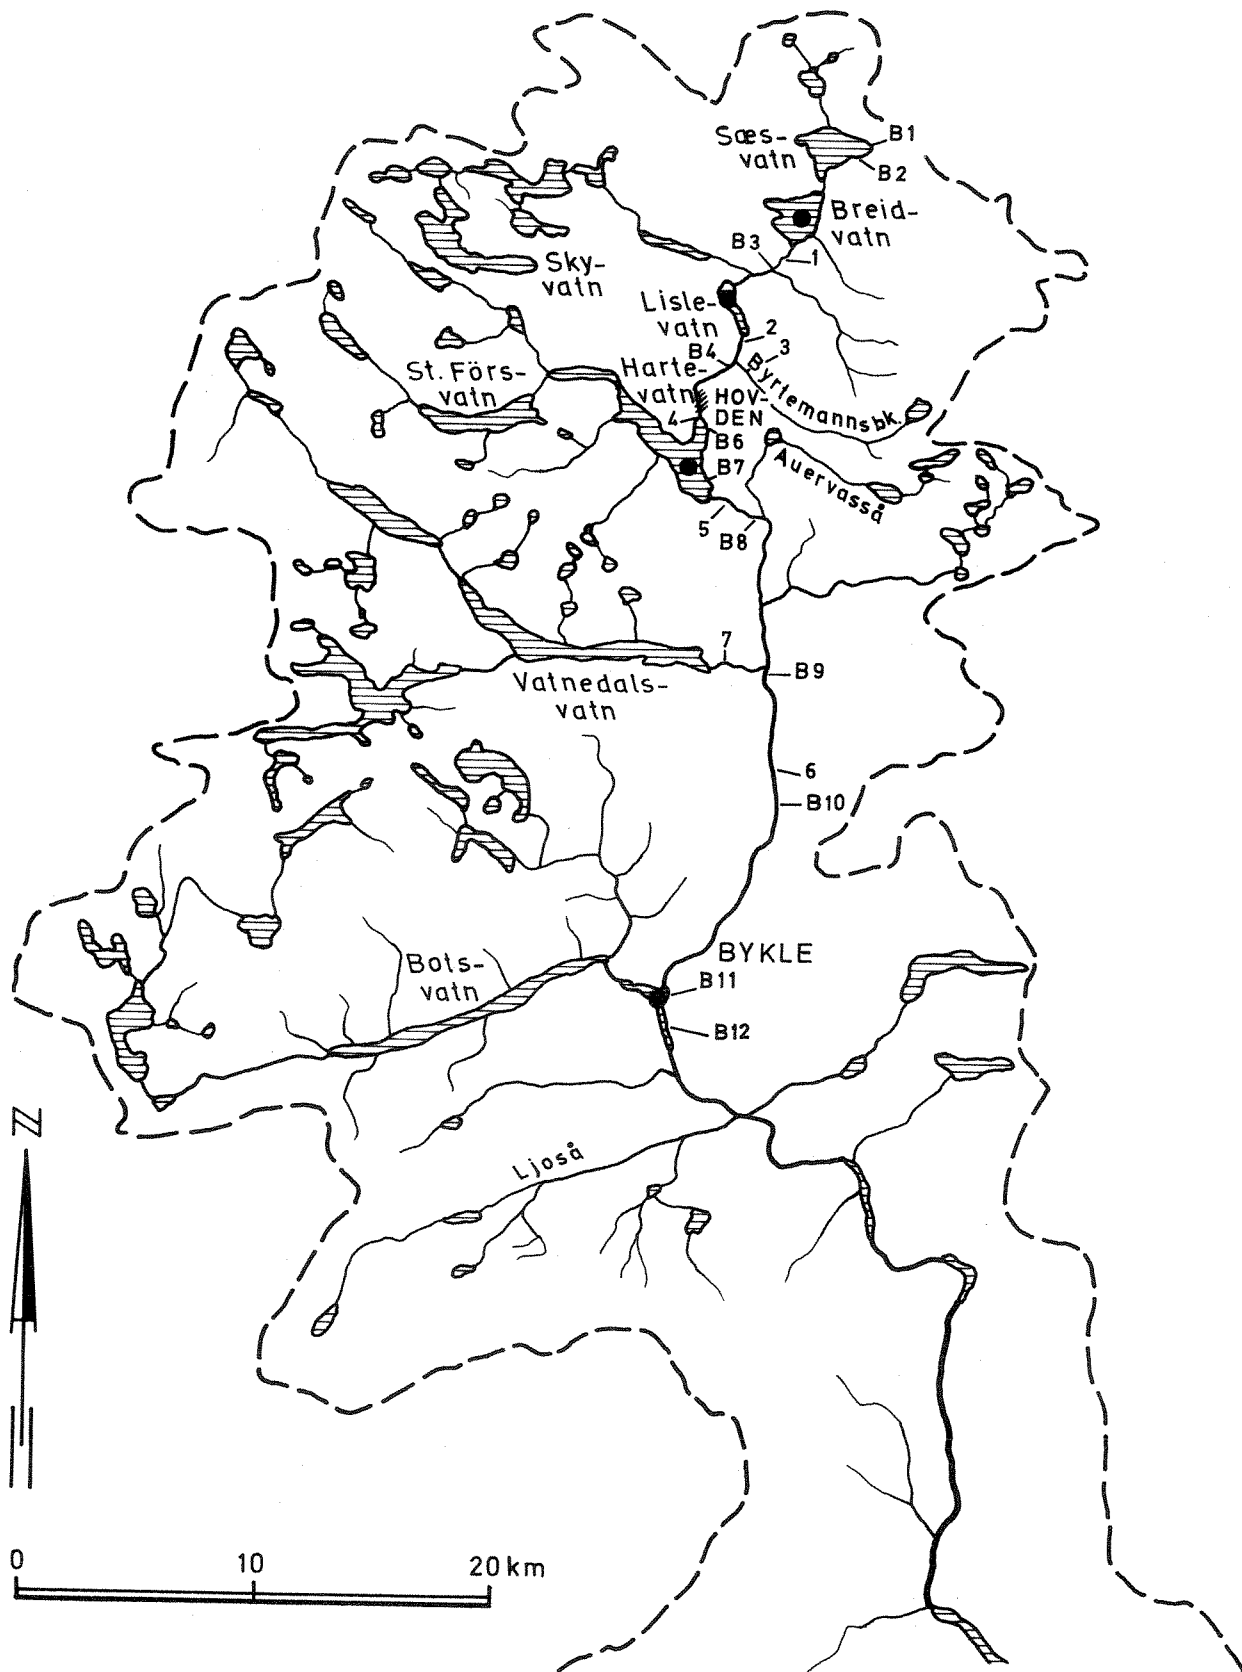 Sæs-
vatn
B1
B2
Breid-
vatn
B3
1
Sky-
vatn
Lisle-
vatn
2
3
B4
Byrtemannsbk.
St. Förs-
vatn
Harte-
vatn
HOV-
DEN
4
B6
B7
Auervasså
5
B8
7
B9
Vatnedals-
vatn
6
B10
BYKLE
Bots-
vatn
B11
B12
N
Ljoså
0
10
20 km